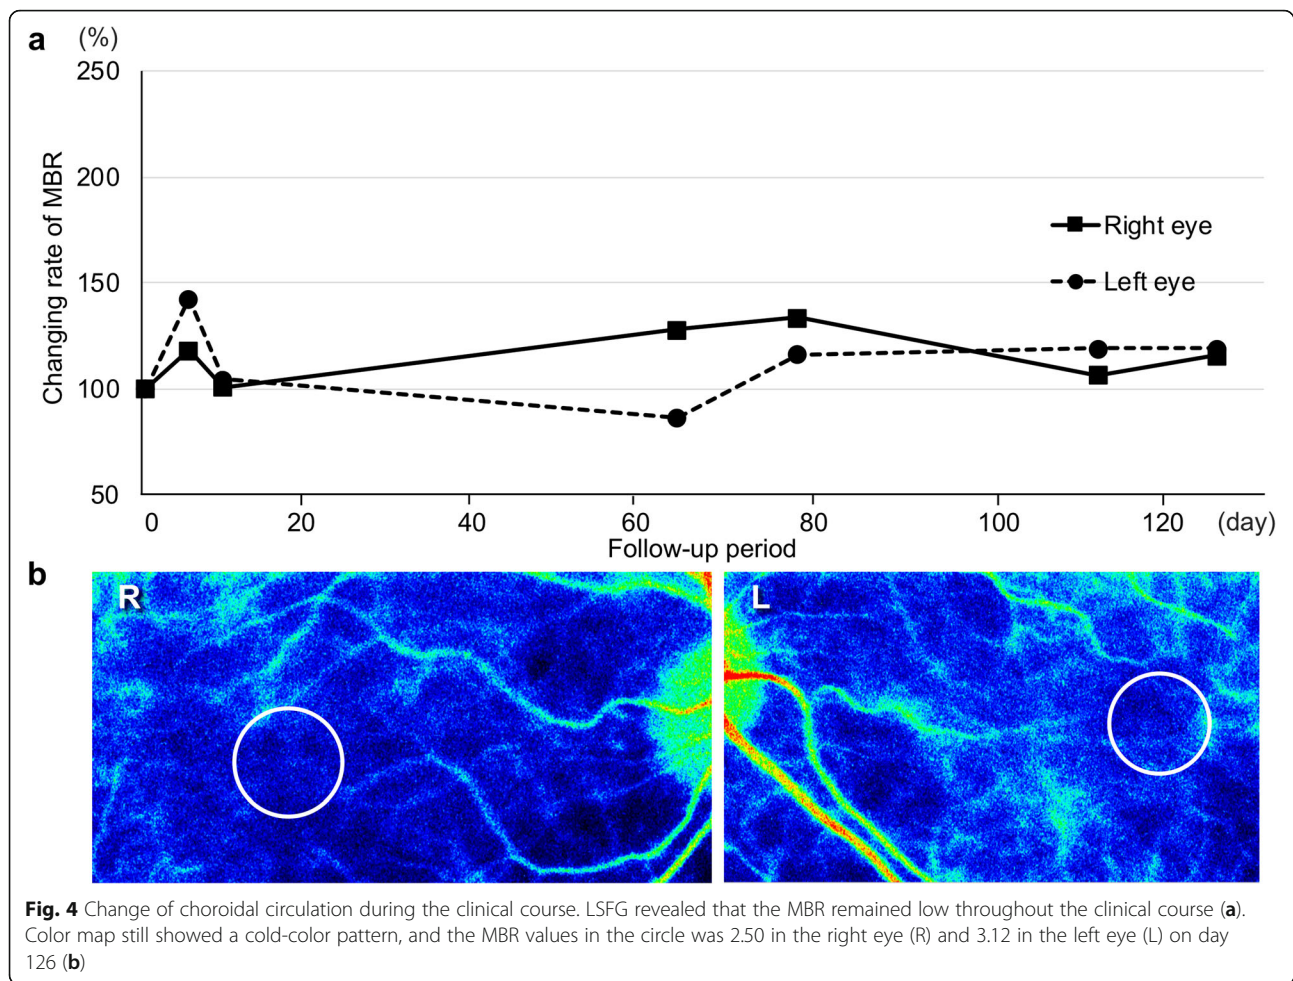 a (%)
250
200
150
100
50
Changing rate of MBR
Right eye
Left eye
0 20 40 60 80 100 120 (day)
Follow-up period
b
R L
Fig. 4 Change of choroidal circulation during the clinical course. LSFG revealed that the MBR remained low throughout the clinical course (a).
Color map still showed a cold-color pattern, and the MBR values in the circle was 2.50 in the right eye (R) and 3.12 in the left eye (L) on day
126 (b)